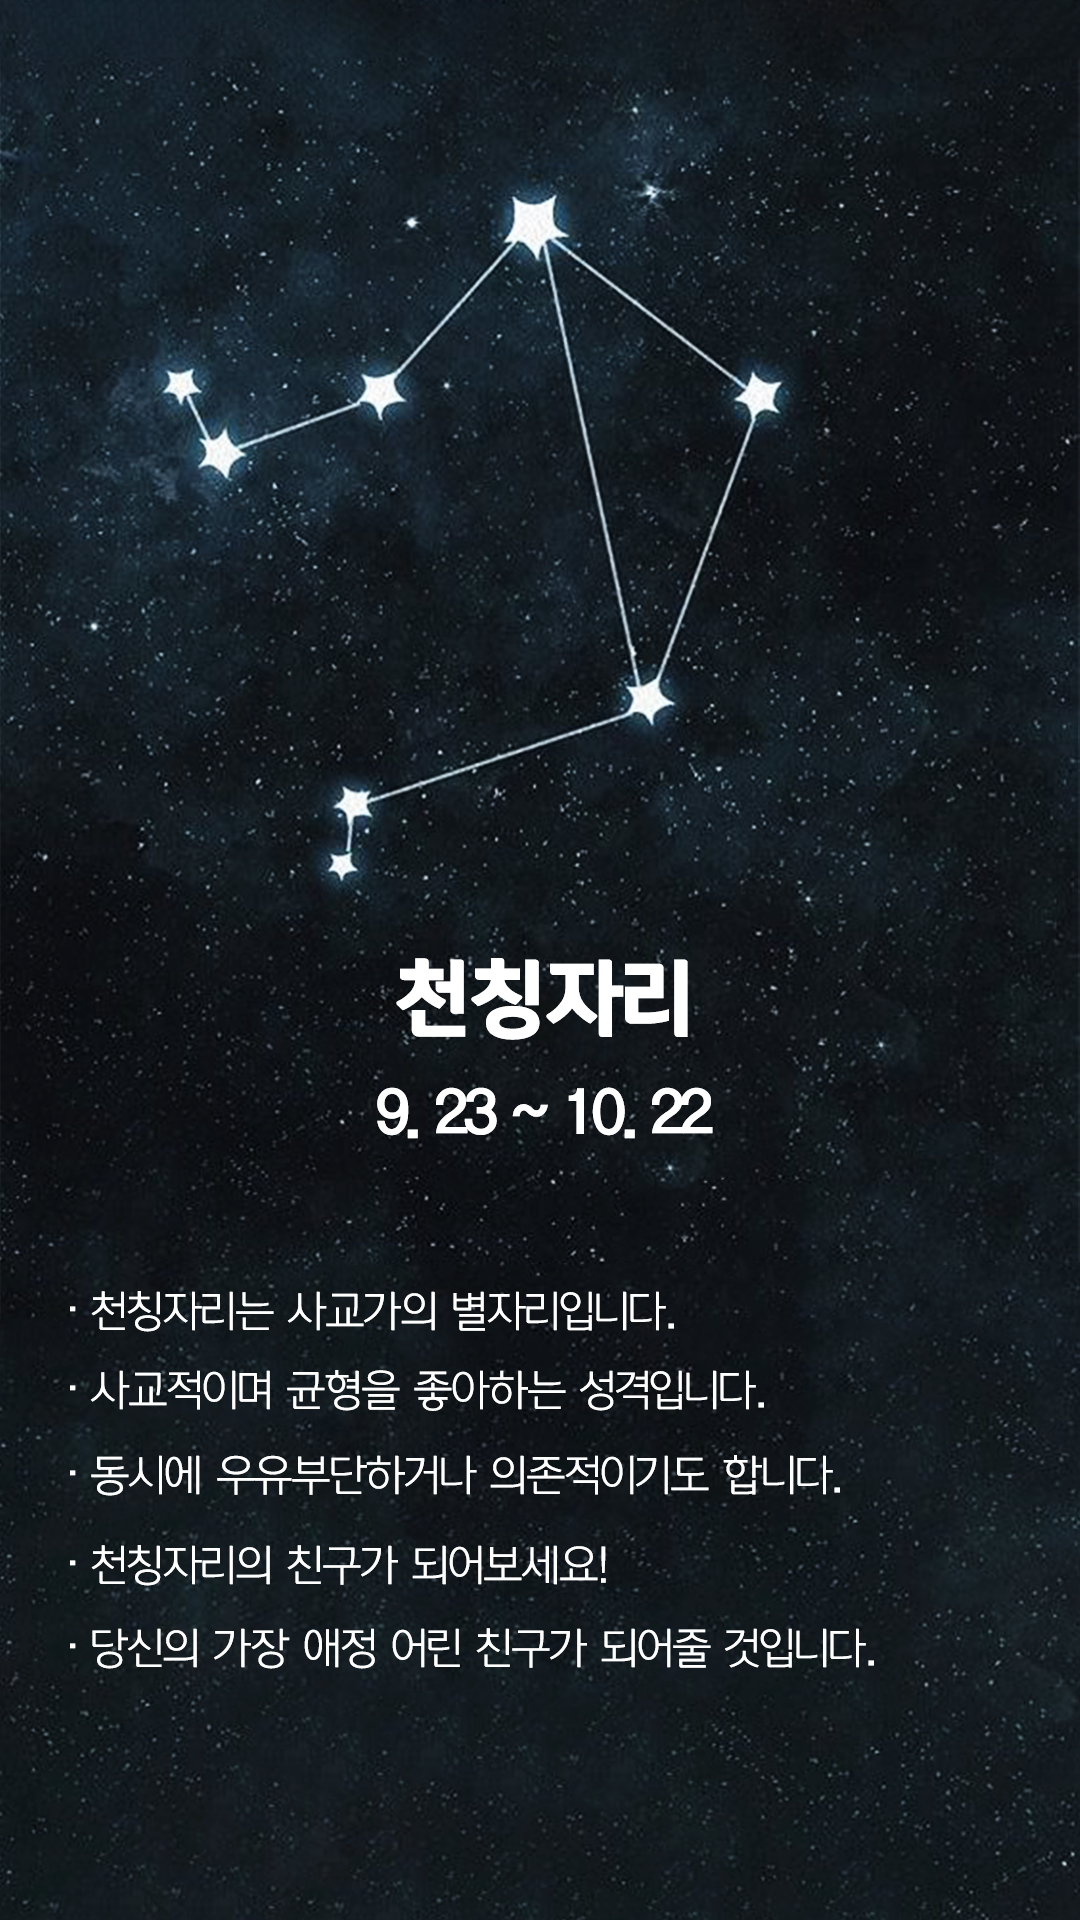 천칭자리
9. 23 ~ 10. 22
· 천칭자리는 사교가의 별자리입니다.
· 사교적이며 균형을 좋아하는 성격입니다.
· 동시에 우유부단하거나 의존적이기도 합니다.
· 천칭자리의 친구가 되어보세요!
· 당신의 가장 애정 어린 친구가 되어줄 것입니다.